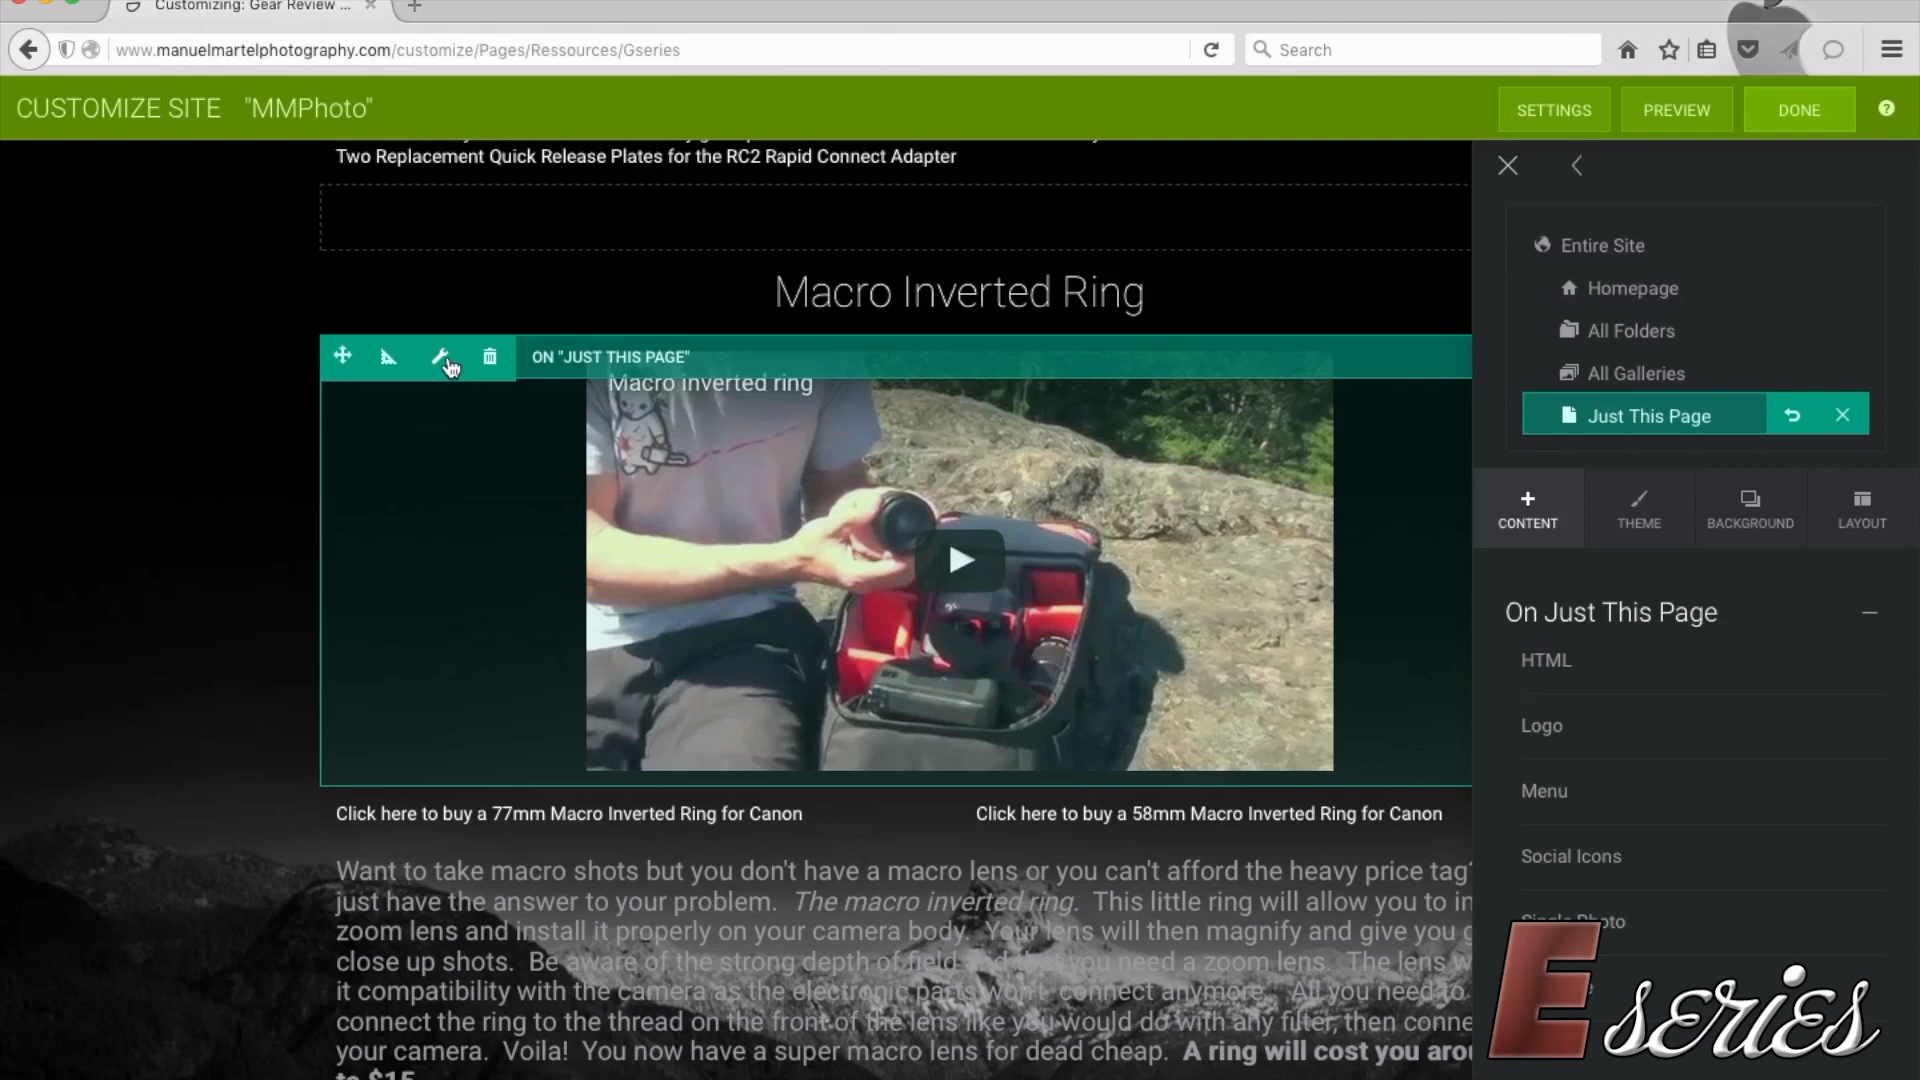 Customizing: Gear Review ...
www.manuelmartelphotography.com/customize/Pages/Ressources/Gseries
Search
CUSTOMIZE SITE "MMPhoto"
SETTINGS
PREVIEW
DONE
?
Two Replacement Quick Release Plates for the RC2 Rapid Connect Adapter
Entire Site
Homepage
All Folders
All Galleries
Just This Page
Macro Inverted Ring
ON "JUST THIS PAGE"
Macro inverted ring
CONTENT
THEME
BACKGROUND
LAYOUT
On Just This Page
HTML
Logo
Menu
Social Icons
Single Photo
Click here to buy a 77mm Macro Inverted Ring for Canon
Click here to buy a 58mm Macro Inverted Ring for Canon
Want to take macro shots but you don't have a macro lens or you can't afford the heavy price tag?
just have the answer to your problem. The macro inverted ring. This little ring will allow you to in
zoom lens and install it properly on your camera body. Your lens will then magnify and give you g
close up shots. Be aware of the strong depth of field and that you need a zoom lens. The lens w
it compatibility with the camera as the electronic parts won't connect anymore. All you need to
connect the ring to the thread on the front of the lens like you would do with any filter, then conne
your camera. Voila! You now have a super macro lens for dead cheap. A ring will cost you arou
to $15
E series